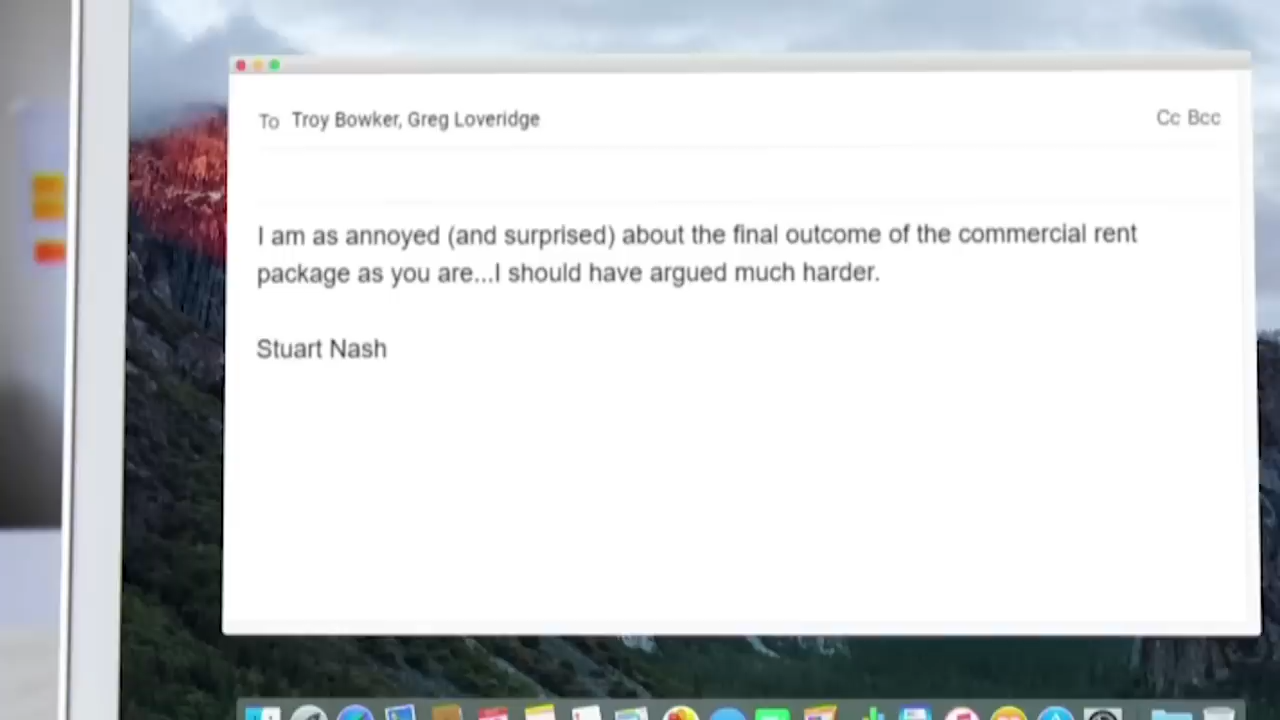 To Troy Bowker, Greg Loveridge Cc Bcc
I am as annoyed (and surprised) about the final outcome of the commercial rent
package as you are...I should have argued much harder.
Stuart Nash